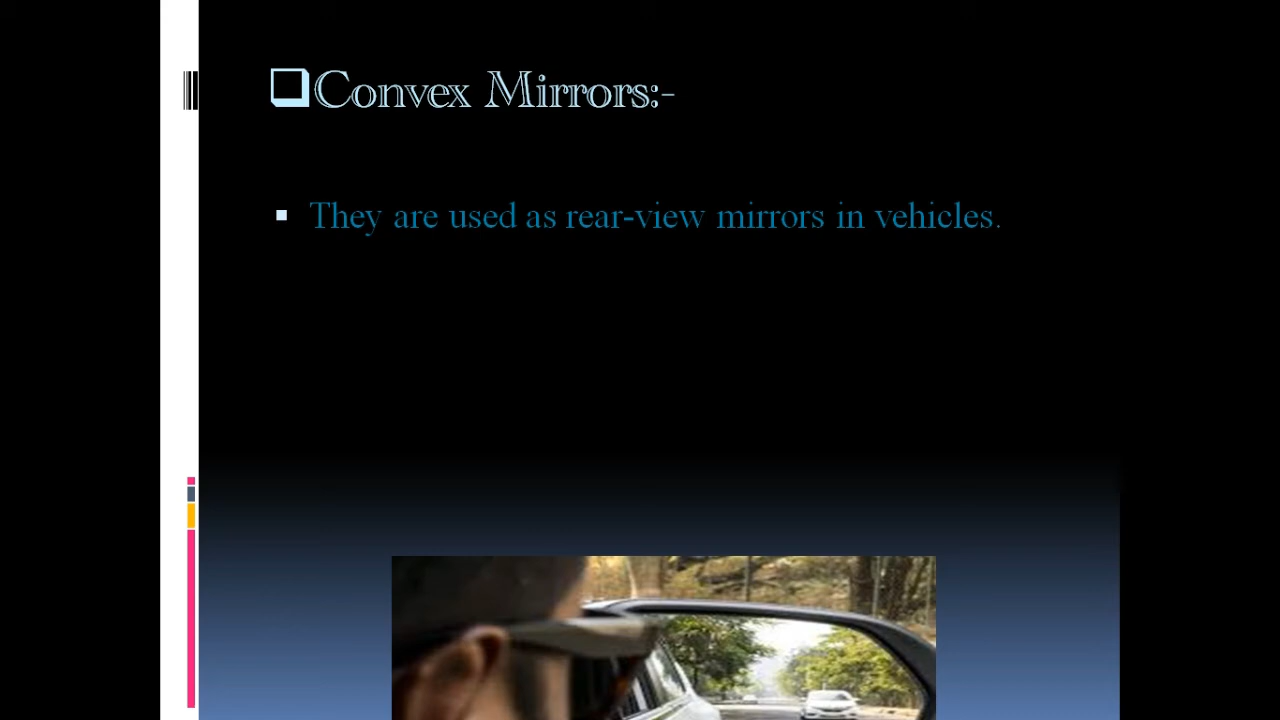 Convex Mirrors:-
They are used as rear-view mirrors in vehicles.